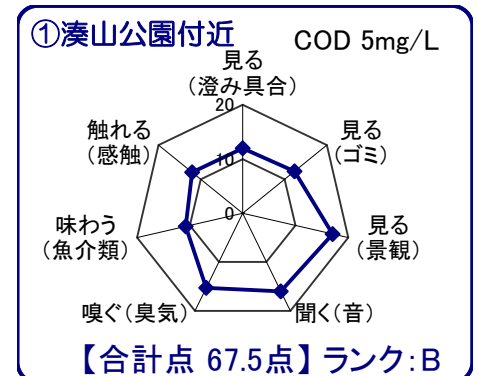 ①湊山公園付近 COD 5mg/L
見る
(澄み具合)
20
触れる
(感触)
見る
(ゴミ)
10
味わう
(魚介類)
0
見る
(景観)
嗅ぐ(臭気)
聞く(音)
【合計点 67.5点】ランク:B